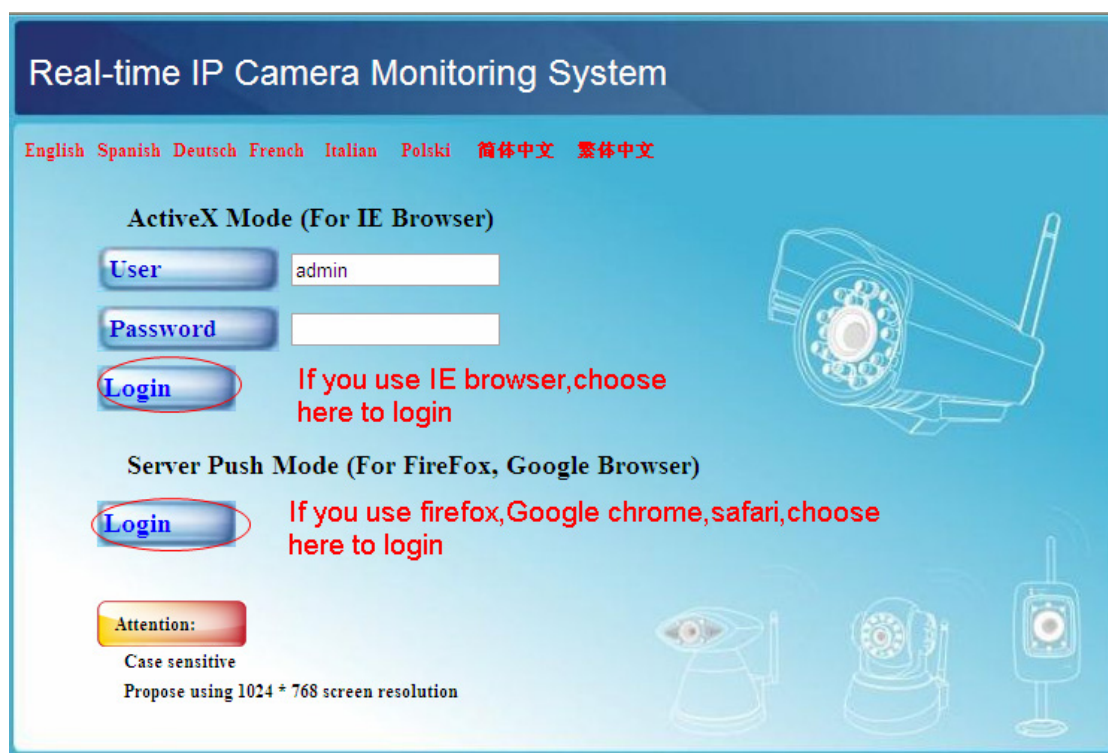 Real-time IP Camera Monitoring System
English Spanish Deutsch French Italian Polski 简体中文 繁体中文
ActiveX Mode (For IE Browser)
User admin
Password
Login
If you use IE browser,choose
here to login
Server Push Mode (For FireFox, Google Browser)
Login
If you use firefox,Google chrome,safari,choose
here to login
Attention:
Case sensitive
Propose using 1024 * 768 screen resolution